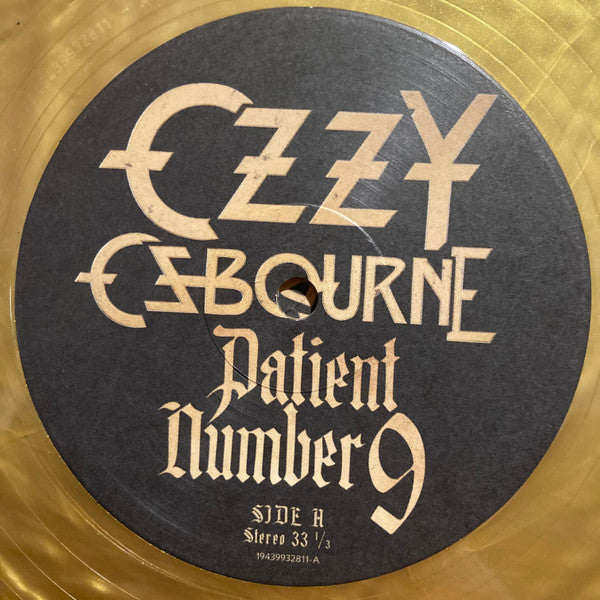 OZZY
OSBOURNE
Patient
Number 9
SIDE A
Stereo 33 1/3
19439932811-A